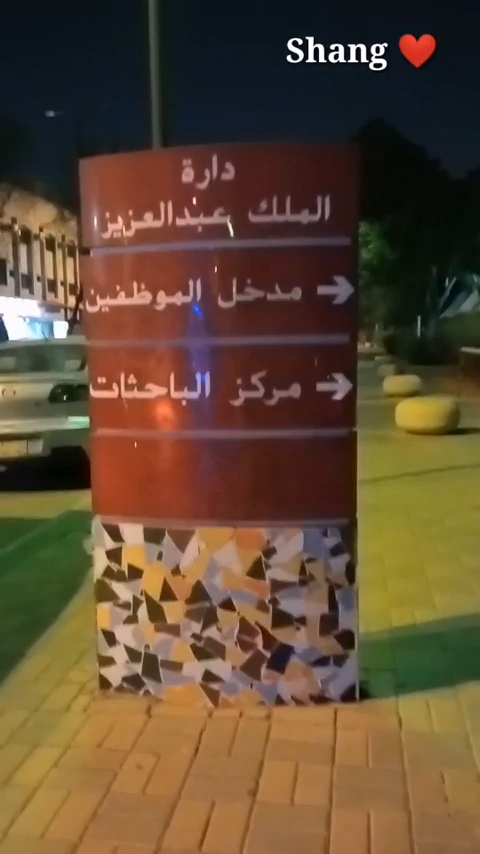 Shang ❤️
دارة
الملك عبدالعزيز
مدخل الموظفين →
مركز الباحثات →